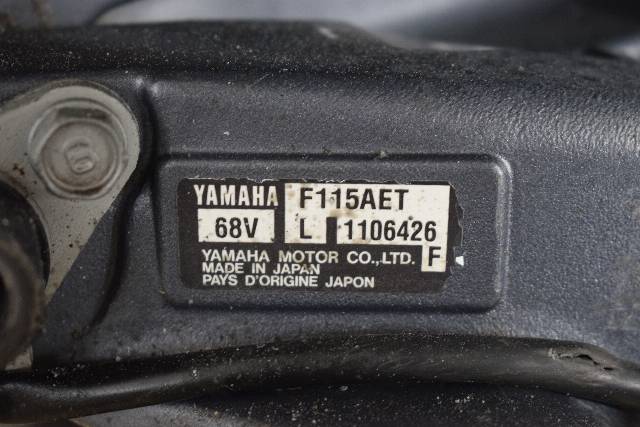 YAMAHA F115AET
68V L 1106426
YAMAHA MOTOR CO.,LTD. F
MADE IN JAPAN
PAYS D'ORIGINE JAPON